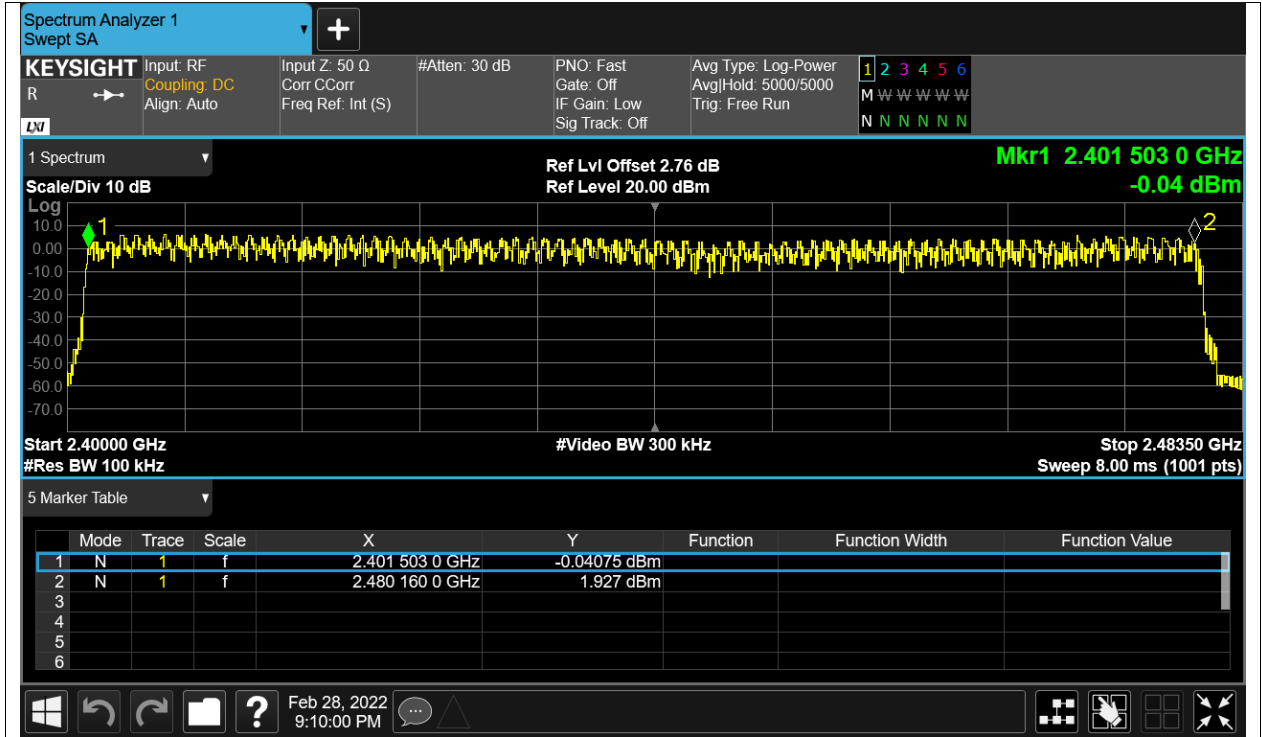 Spectrum Analyzer 1
Swept SA
+
KEYSIGHT Input: RF Input Z: 50 Ω #Atten: 30 dB PNO: Fast Avg Type: Log-Power 1 2 3 4 5 6
R Coupling: DC Corr CCorr Gate: Off Avg|Hold: 5000/5000 M W W W W W
Align: Auto Freq Ref: Int (S) IF Gain: Low Trig: Free Run
LXI Sig Track: Off N N N N N N
1 Spectrum
Ref Lvl Offset 2.76 dB Mkr1 2.401 503 0 GHz
Scale/Div 10 dB Ref Level 20.00 dBm -0.04 dBm
Log
10.0 1 2
0.00
-10.0
-20.0
-30.0
-40.0
-50.0
-60.0
-70.0
Start 2.40000 GHz #Video BW 300 kHz Stop 2.48350 GHz
#Res BW 100 kHz Sweep 8.00 ms (1001 pts)
5 Marker Table
Mode Trace Scale X Y Function Function Width Function Value
1 N 1 f 2.401 503 0 GHz -0.04075 dBm
2 N 1 f 2.480 160 0 GHz 1.927 dBm
3
4
5
6
? Feb 28, 2022
9:10:00 PM